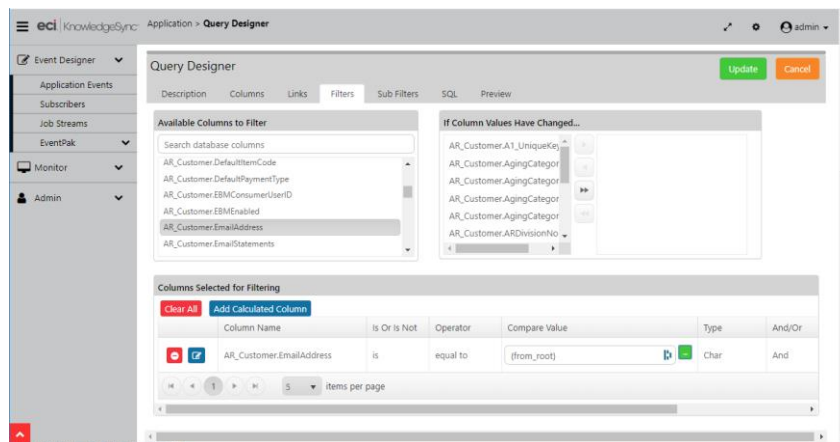 eci KnowledgeSync
Application > Query Designer
admin
Event Designer
Application Events
Subscribers
Job Streams
EventPak
Monitor
Admin
Query Designer
Update
Cancel
Description
Columns
Links
Filters
Sub Filters
SQL
Preview
Available Columns to Filter
Search database columns
AR_Customer.DefaultItemCode
AR_Customer.DefaultPaymentType
AR_Customer.EBMConsumerUserID
AR_Customer.EBMEnabled
AR_Customer.EmailAddress
AR_Customer.EmailStatements
If Column Values Have Changed...
AR_Customer.A1_UniqueKey
AR_Customer.AgingCategor
AR_Customer.AgingCategor
AR_Customer.AgingCategor
AR_Customer.AgingCategor
AR_Customer.ARDivisionNo
Columns Selected for Filtering
Clear All
Add Calculated Column
Column Name
Is Or Is Not
Operator
Compare Value
Type
And/Or
AR_Customer.EmailAddress
is
equal to
{from_root}
Char
And
1
5
items per page